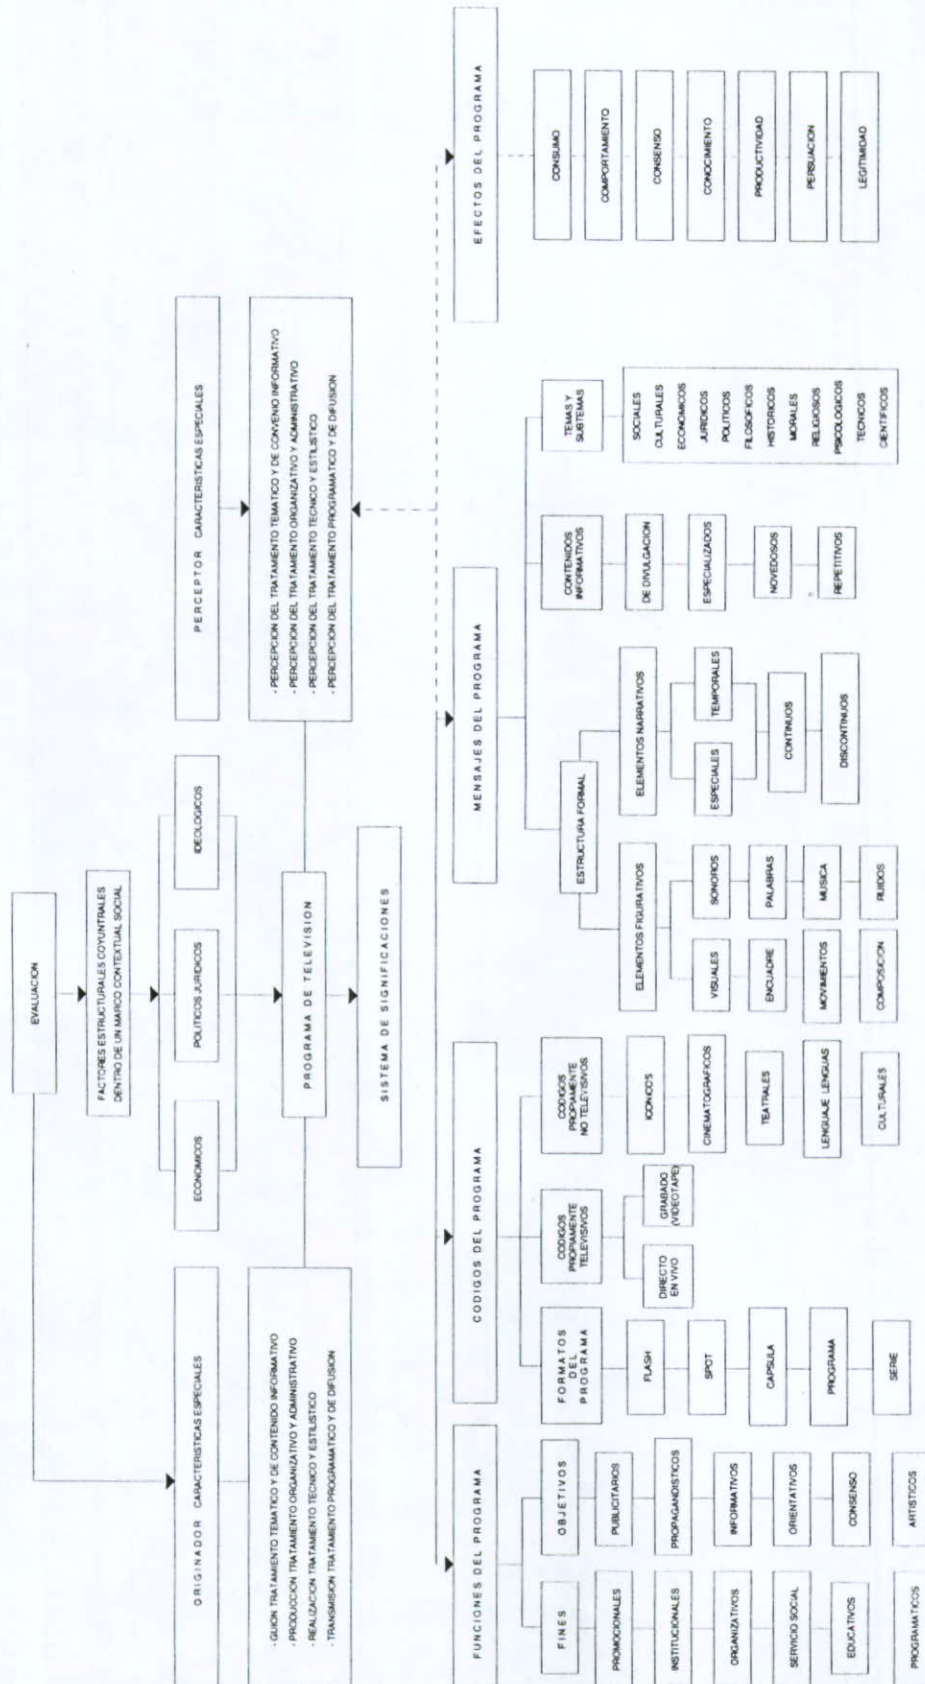 EVALUACION
FACTORES ESTRUCTURALES COYUNTRALES
DENTRO DE UN MARCO CONTEXTUAL SOCIAL
ECONOMICOS
POLITICOS JURIDICOS
IDEOLOGICOS
ORIGINADOR CARACTERISTICAS ESPECIALES
- GUION TRATAMIENTO TEMATICO Y DE CONTENIDO INFORMATIVO
- PRODUCCION TRATAMIENTO ORGANIZATIVO Y ADMINISTRATIVO
- REALIZACION TRATAMIENTO TECNICO Y ESTILISTICO
- TRANSMISION TRATAMIENTO PROGRAMATICO Y DE DIFUSION
PROGRAMA DE TELEVISION
SISTEMA DE SIGNIFICACIONES
PERCEPTOR CARACTERISTICAS ESPECIALES
- PERCEPCION DEL TRATAMIENTO TEMATICO Y DE CONVENIO INFORMATIVO
- PERCEPCION DEL TRATAMIENTO ORGANIZATIVO Y ADMINISTRATIVO
- PERCEPCION DEL TRATAMIENTO TECNICO Y ESTILISTICO
- PERCEPCION DEL TRATAMIENTO PROGRAMATICO Y DE DIFUSION
FUNCIONES DEL PROGRAMA
FINES
PROMOCIONALES
INSTITUCIONALES
ORGANIZATIVOS
SERVICIO SOCIAL
EDUCATIVOS
PROGRAMATICOS
OBJETIVOS
PUBLICITARIOS
PROPAGANDISTICOS
INFORMATIVOS
ORIENTATIVOS
CONSENSO
ARTISTICOS
CODIGOS DEL PROGRAMA
FORMATOS
DEL
PROGRAMA
FLASH
SPOT
CAPSULA
PROGRAMA
SERIE
CODIGOS
PROPIAMENTE
TELEVISIVOS
DIRECTO
EN VIVO
GRABADO
(VIDEOTAPE)
CODIGOS
PROPIAMENTE
NO TELEVISIVOS
ICONICOS
CINEMATOGRAFICOS
TEATRALES
LENGUAJE LENGUAS
CULTURALES
MENSAJES DEL PROGRAMA
ESTRUCTURA FORMAL
ELEMENTOS FIGURATIVOS
VISUALES
ENCUADRE
MOVIMIENTOS
COMPOSICION
SONOROS
PALABRAS
MUSICA
RUIDOS
ELEMENTOS NARRATIVOS
ESPECIALES
TEMPORALES
CONTINUOS
DISCONTINUOS
CONTENIDOS
INFORMATIVOS
DE DIVULGACION
ESPECIALIZADOS
NOVEDOSOS
REPETITIVOS
TEMAS Y
SUBTEMAS
SOCIALES
CULTURALES
ECONOMICOS
JURIDICOS
POLITICOS
FILOSOFICOS
HISTORICOS
MORALES
RELIGIOSOS
PSICOLOGICOS
TECNICOS
CIENTIFICOS
EFECTOS DEL PROGRAMA
CONSUMO
COMPORTAMIENTO
CONSENSO
CONOCIMIENTO
PRODUCTIVIDAD
PERSUACION
LEGITIMIDAD